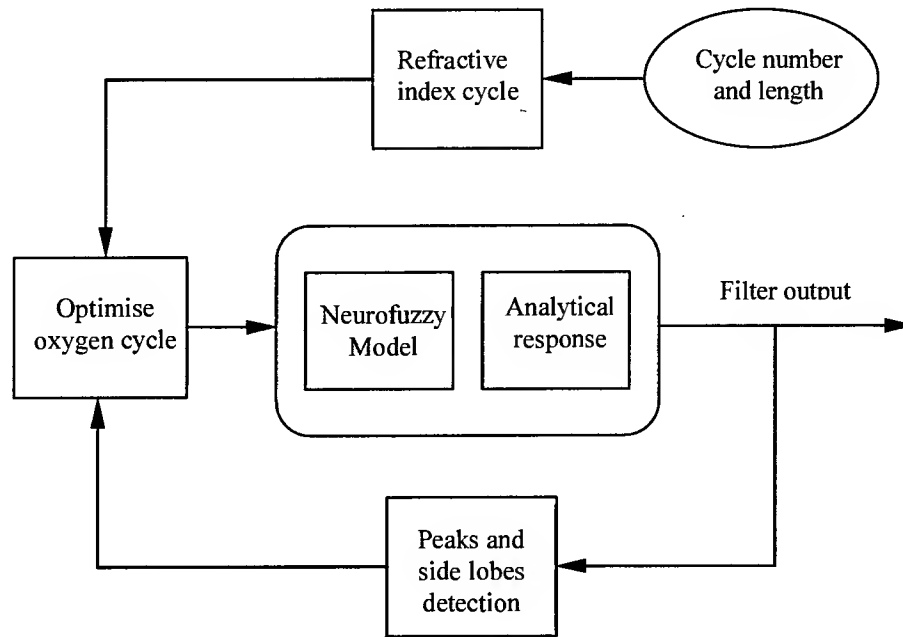 Refractive
index cycle
Cycle number
and length
Optimise
oxygen cycle
Neurofuzzy
Model
Analytical
response
Filter output
Peaks and
side lobes
detection